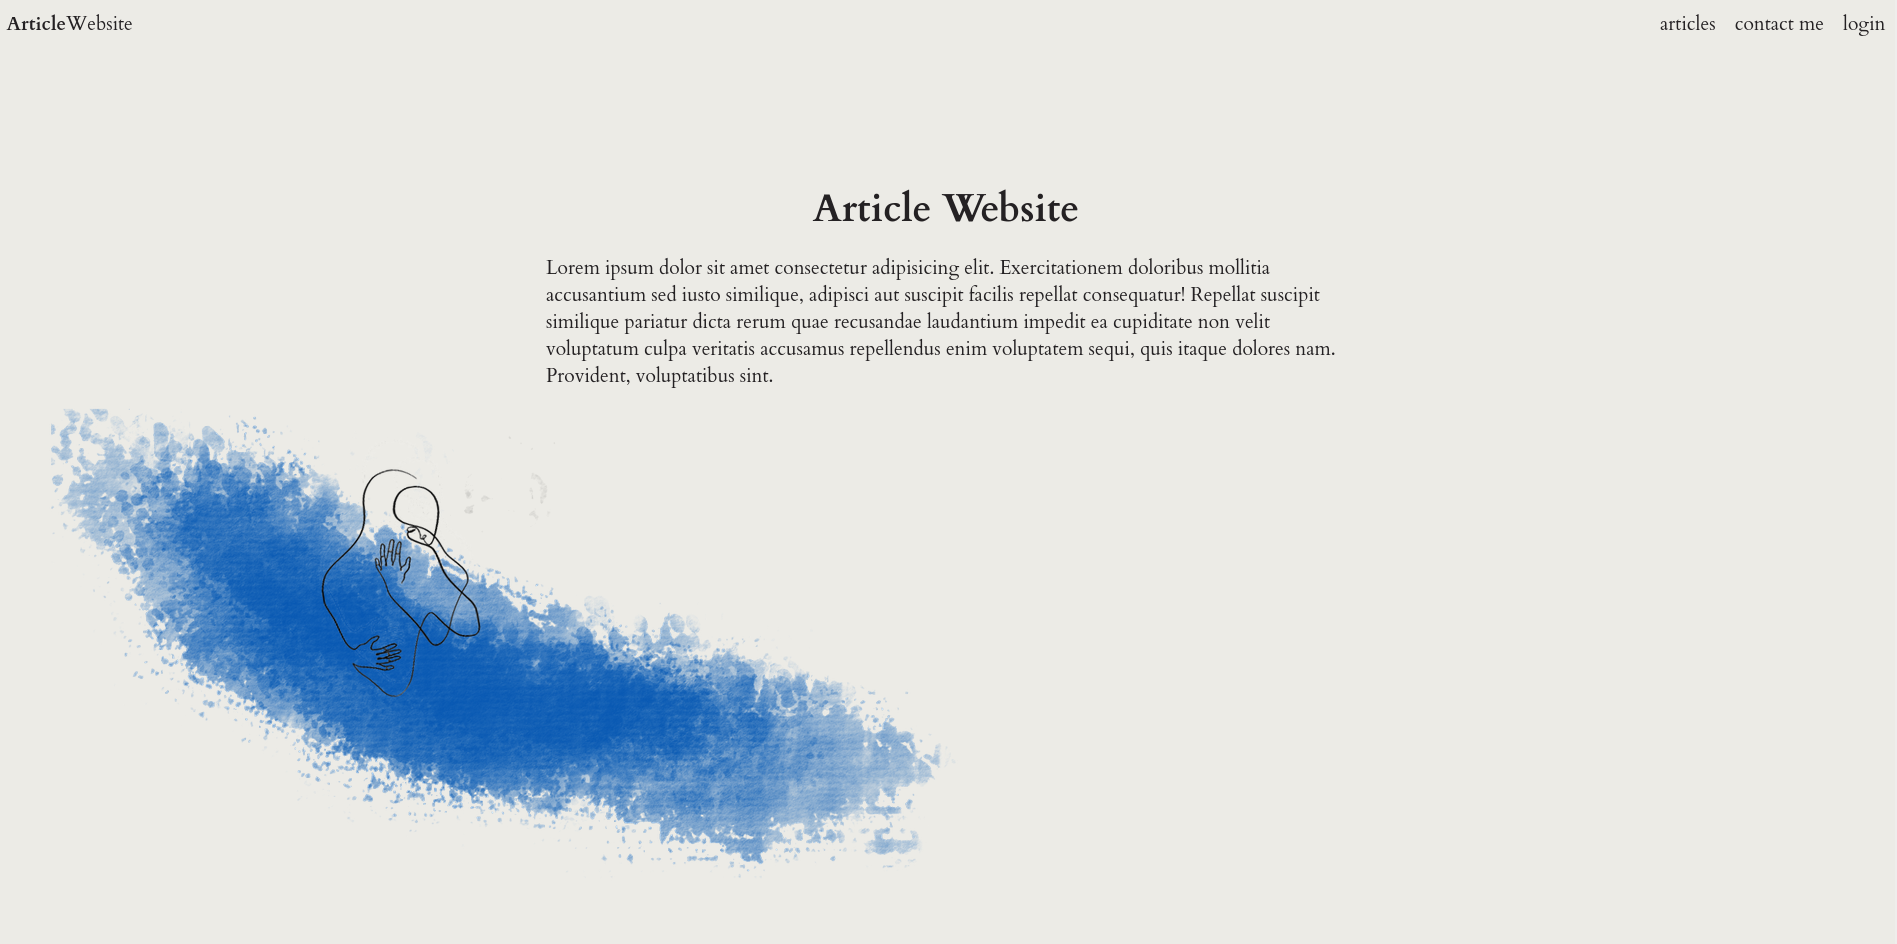 ArticleWebsite
articles contact me login
Article Website
Lorem ipsum dolor sit amet consectetur adipisicing elit. Exercitationem doloribus mollitia
accusantium sed iusto similique, adipisci aut suscipit facilis repellat consequatur! Repellat suscipit
similique pariatur dicta rerum quae recusandae laudantium impedit ea cupiditate non velit
voluptatum culpa veritatis accusamus repellendus enim voluptatem sequi, quis itaque dolores nam.
Provident, voluptatibus sint.